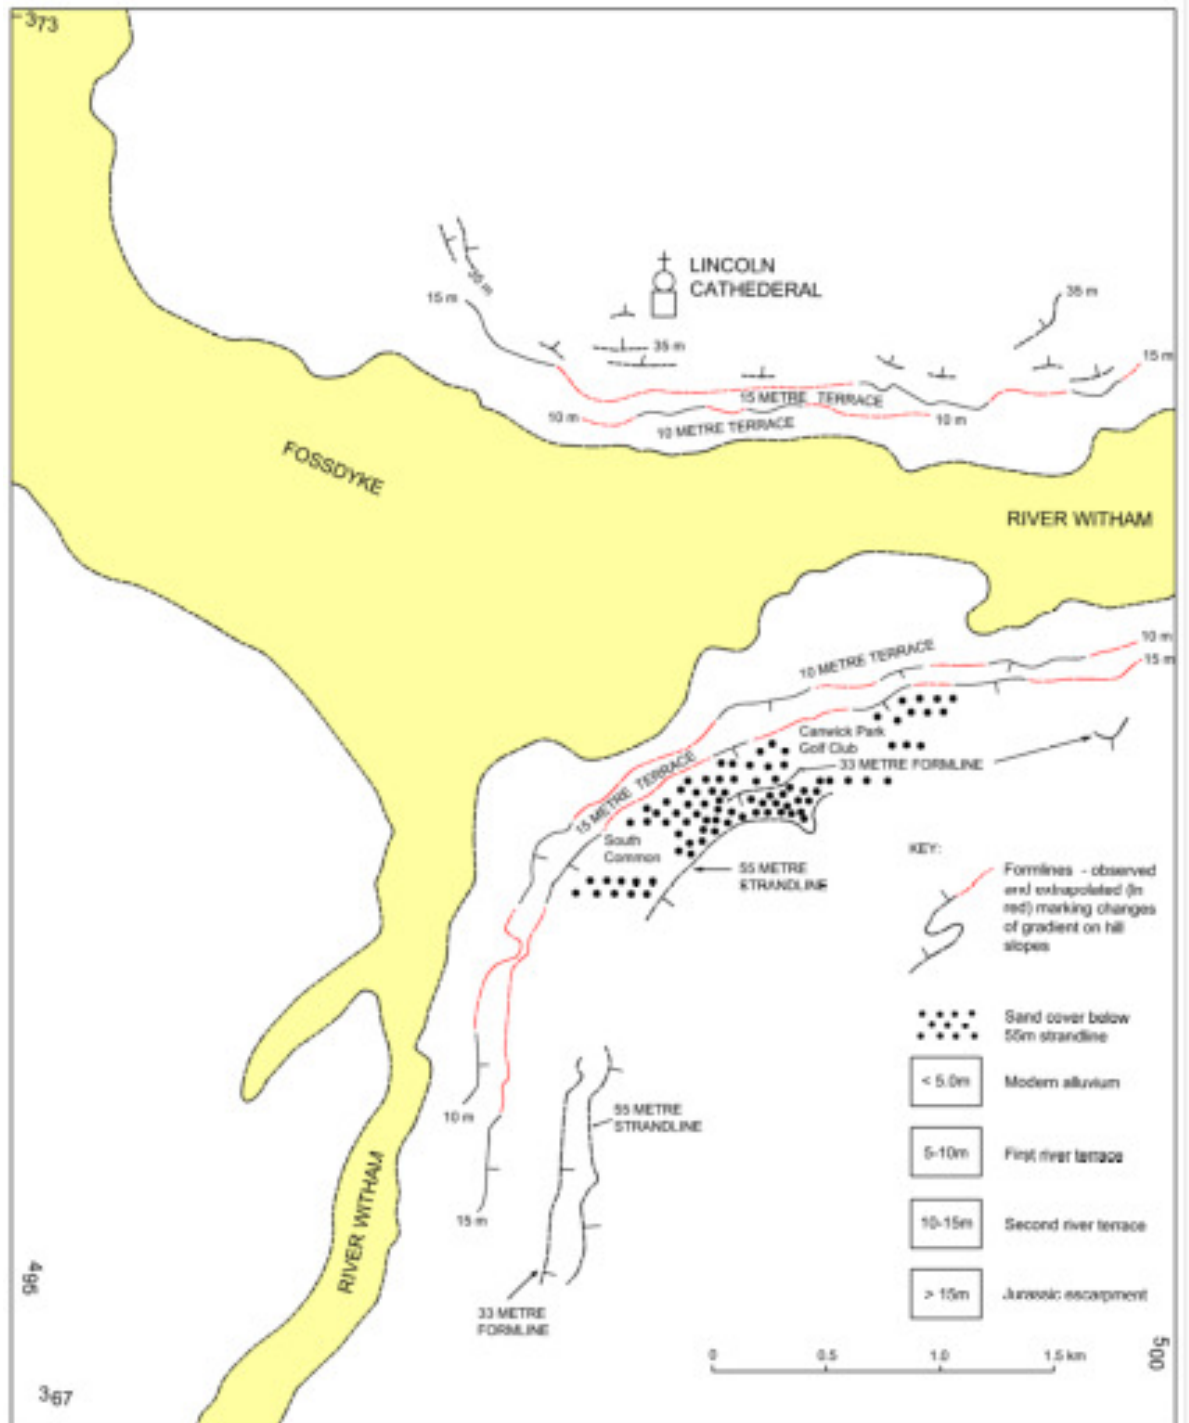 373
LINCOLN
CATHEDERAL
35 m
15 m
35 m
35 m
15 m
15 METRE TERRACE
10 m
10 METRE TERRACE
10 m
FOSSDYKE
RIVER WITHAM
10 METRE TERRACE
10 m
15 m
Canwick Park
Golf Club
33 METRE FORMLINE
15 METRE TERRACE
South
Common
55 METRE
STRANDLINE
KEY:
Formlines - observed
and extrapolated (In
red) marking changes
of gradient on hill
slopes
Sand cover below
55m strandline
< 5.0m
Modern alluvium
5-10m
First river terrace
10-15m
Second river terrace
> 15m
Jurassic escarpment
10 m
55 METRE
STRANDLINE
15 m
RIVER WITHAM
33 METRE
FORMLINE
495
0
0.5
1.0
1.5 km
500
367